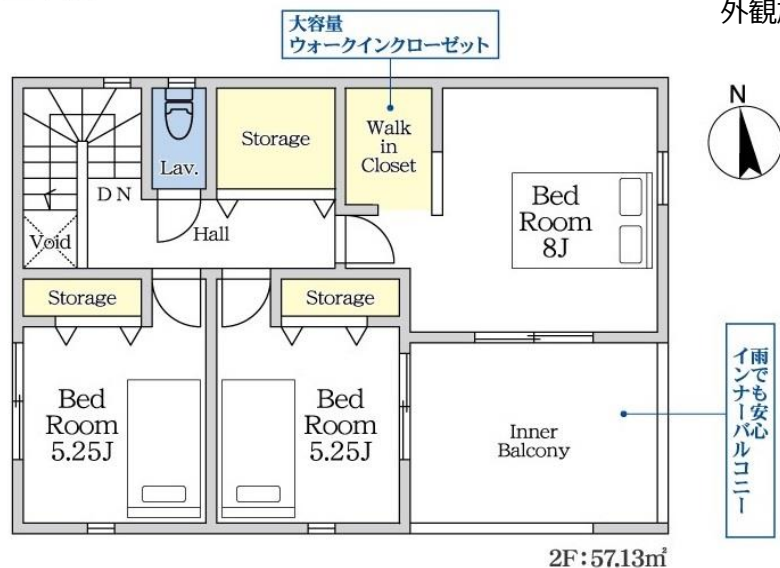 外観
大容量
ウォークインクローゼット
N
Storage
Walk
in
Closet
Lav.
DN
Bed
Room
8J
Void
Hall
Storage
Storage
Bed
Room
5.25J
Bed
Room
5.25J
Inner
Balcony
雨でも安心
インナーバルコニー
2F:57.13㎡